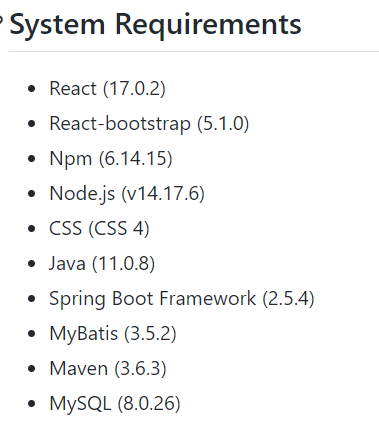 System Requirements
React (17.0.2)
React-bootstrap (5.1.0)
Npm (6.14.15)
Node.js (v14.17.6)
CSS (CSS 4)
Java (11.0.8)
Spring Boot Framework (2.5.4)
MyBatis (3.5.2)
Maven (3.6.3)
MySQL (8.0.26)